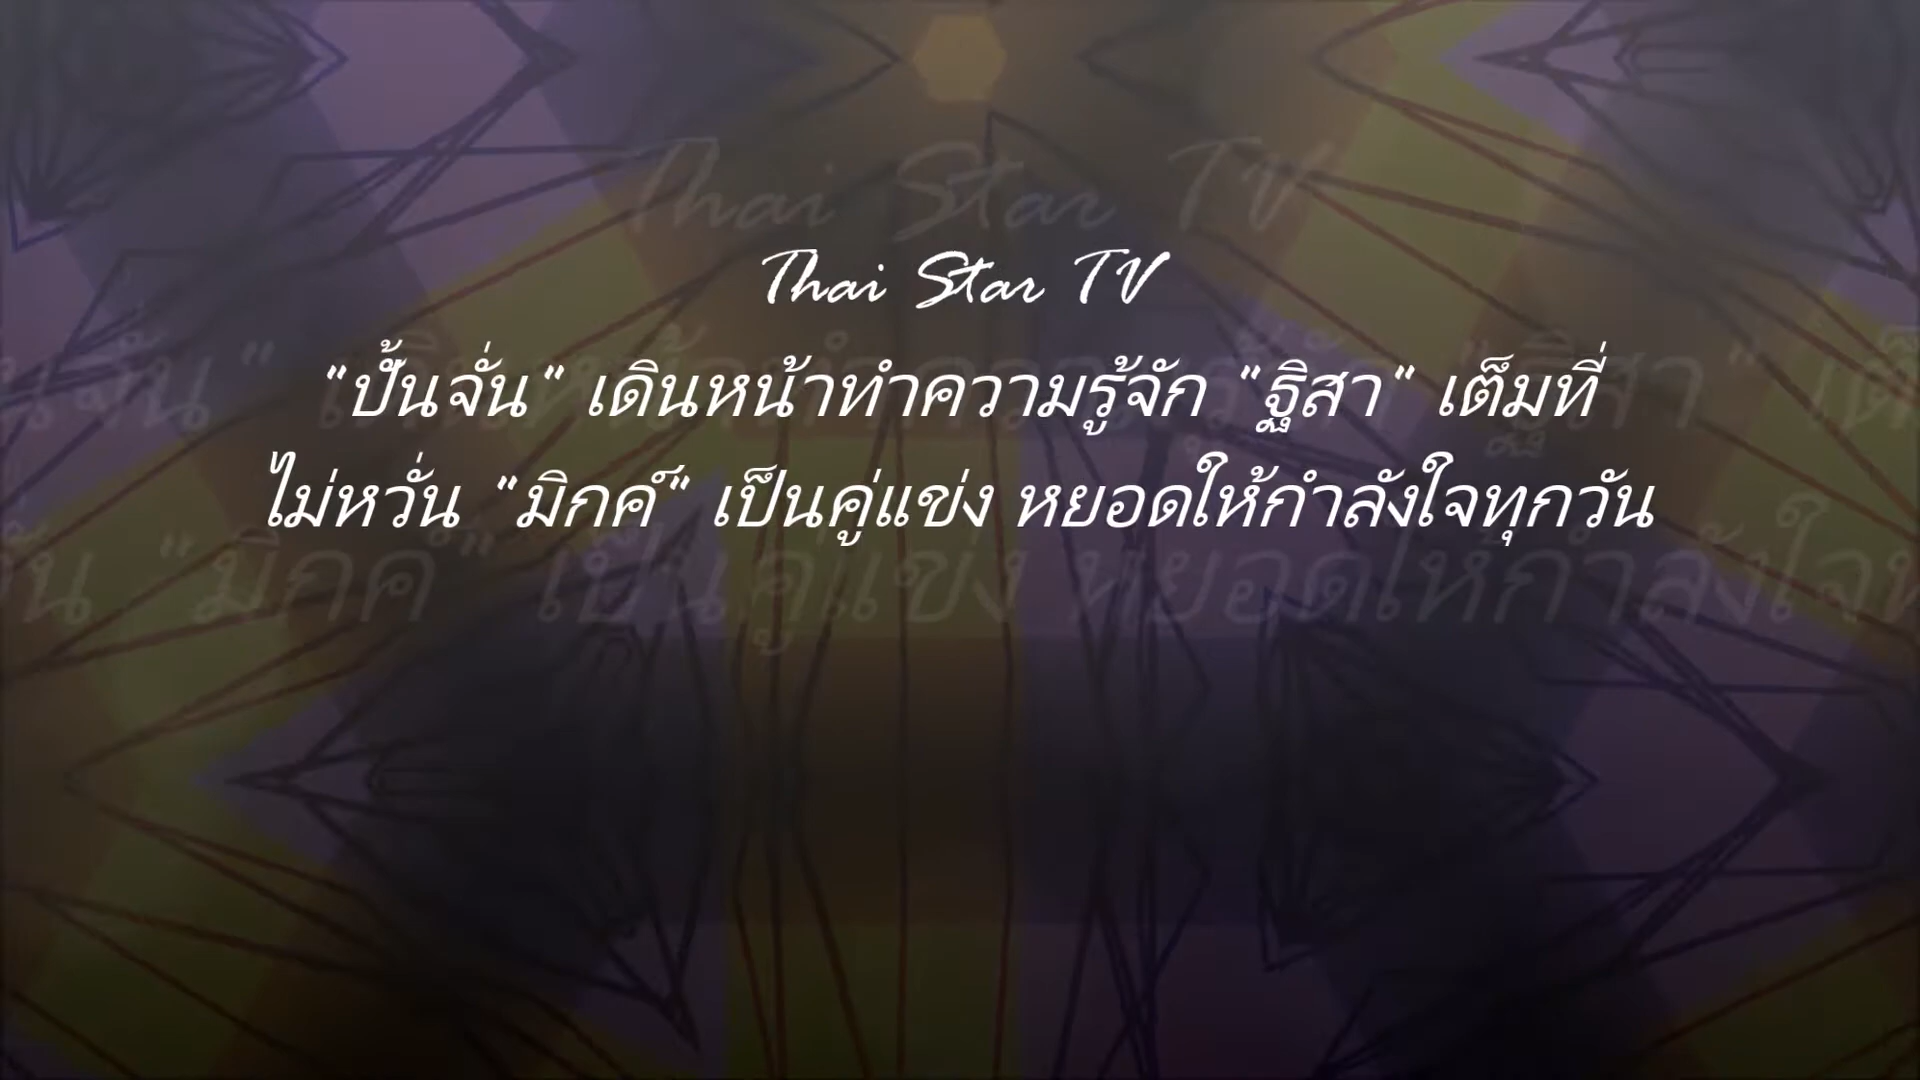 Thai Star TV
"ปั้นจั่น" เดินหน้าทำความรู้จัก "ฐิสา" เต็มที่
ไม่หวั่น "มิกค์" เป็นคู่แข่ง หยอดให้กำลังใจทุกวัน